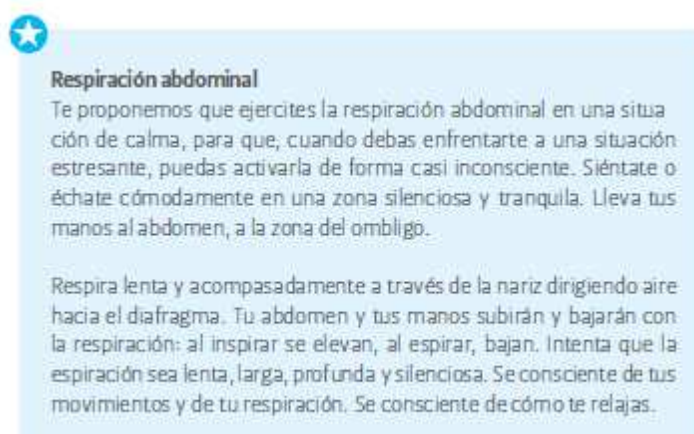 Respiración abdominal
Te proponemos que ejercites la respiración abdominal en una situa
ción de calma, para que, cuando debas enfrentarte a una situación
estresante, puedas activarla de forma casi inconsciente. Siéntate o
échate cómodamente en una zona silenciosa y tranquila. Lleva tus
manos al abdomen, a la zona del ombligo.
Respira lenta y acompasadamente a través de la nariz dirigiendo aire
hacia el diafragma. Tu abdomen y tus manos subirán y bajarán con
la respiración: al inspirar se elevan, al espirar, bajan. Intenta que la
espiración sea lenta, larga, profunda y silenciosa. Se consciente de tus
movimientos y de tu respiración. Se consciente de cómo te relajas.